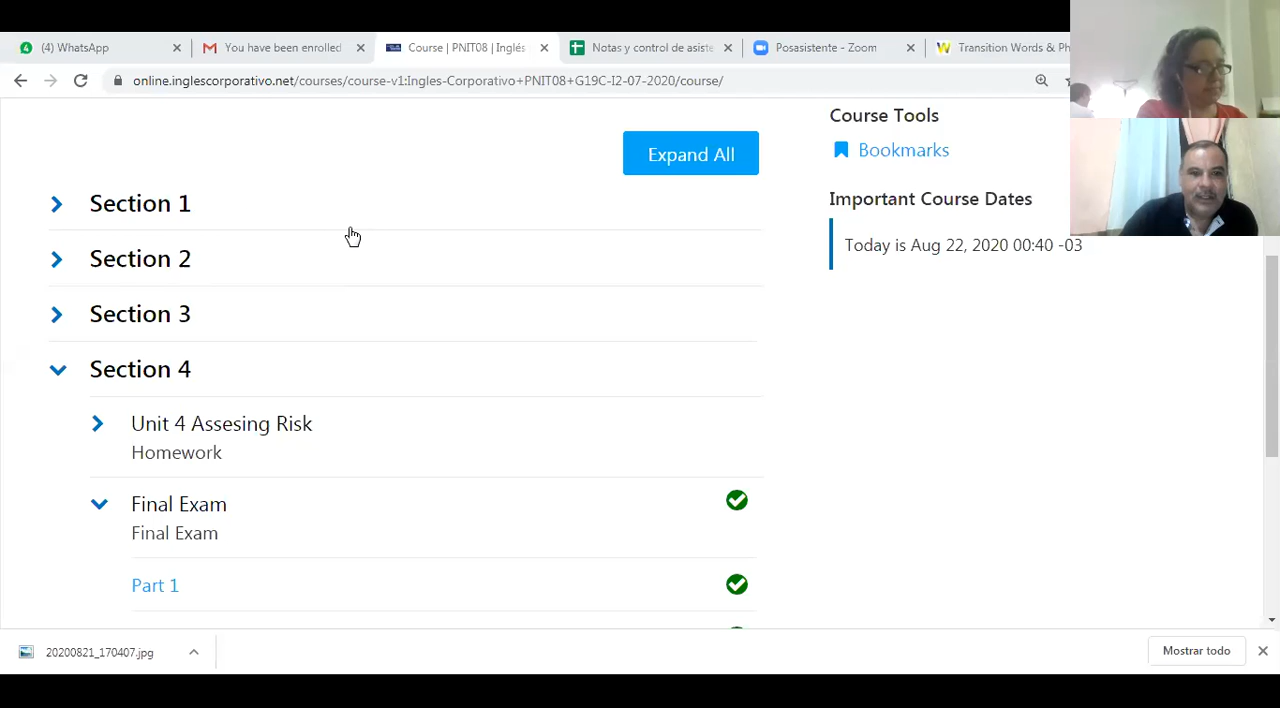 (4) WhatsApp
You have been enrolled
Course | PNIT08 | Inglés
Notas y control de asiste
Posasistente - Zoom
Transition Words & Ph
online.inglescorporativo.net/courses/course-v1:Ingles-Corporativo+PNIT08+G19C-I2-07-2020/course/
Expand All
Section 1
Section 2
Section 3
Section 4
Unit 4 Assesing Risk
Homework
Final Exam
Final Exam
Part 1
Course Tools
Bookmarks
Important Course Dates
Today is Aug 22, 2020 00:40 -03
20200821_170407.jpg
Mostrar todo